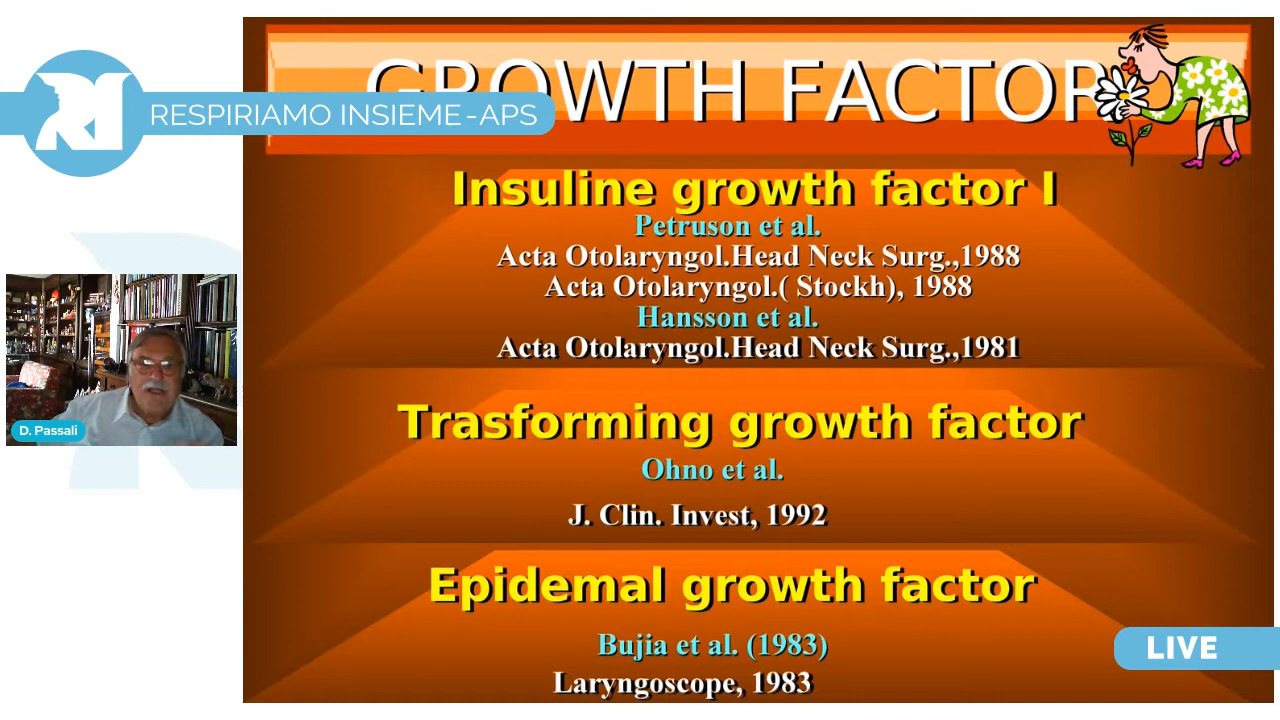 GROWTH FACTOR
RESPIRIAMO INSIEME-APS
Insuline growth factor I
Petruson et al.
Acta Otolaryngol.Head Neck Surg.,1988
Acta Otolaryngol.( Stockh), 1988
Hansson et al.
Acta Otolaryngol.Head Neck Surg.,1981
D. Passali
Trasforming growth factor
Ohno et al.
J. Clin. Invest, 1992
Epidemal growth factor
Bujia et al. (1983)
Laryngoscope, 1983
LIVE